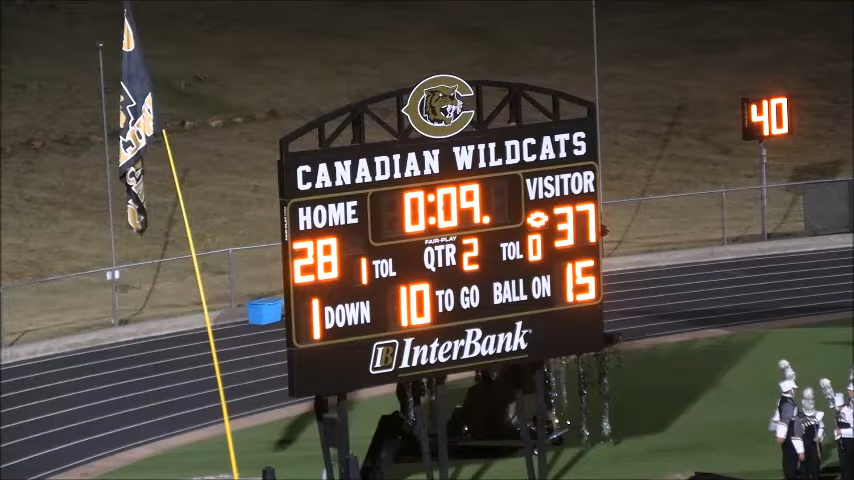 40
CANADIAN WILDCATS
HOME 0:09. VISITOR
28 1 TOL FAIR-PLAY QTR 2 TOL 0 37
1 DOWN 10 TO GO BALL ON 15
IB InterBank